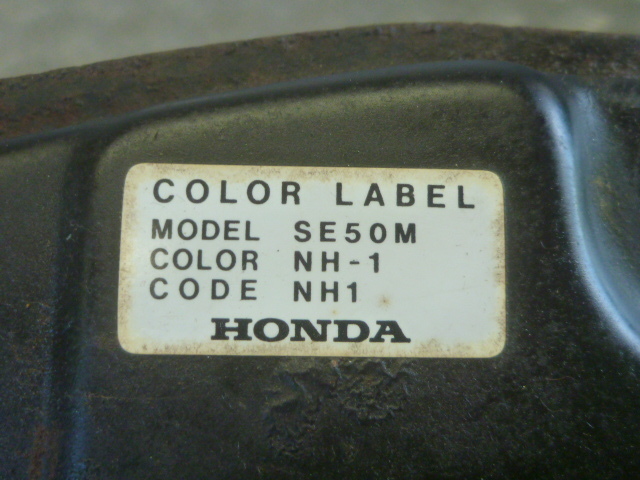 COLOR LABEL
MODEL SE50M
COLOR NH-1
CODE NH1
HONDA